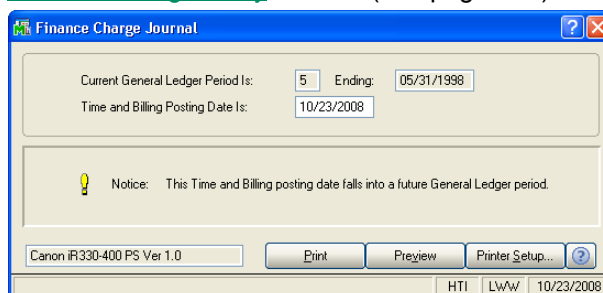 Finance Charge Journal
Current General Ledger Period Is: 5 Ending: 05/31/1998
Time and Billing Posting Date Is: 10/23/2008
Notice: This Time and Billing posting date falls into a future General Ledger period.
Canon iR330-400 PS Ver 1.0 Print Preview Printer Setup... ?
HTI LWW 10/23/2008